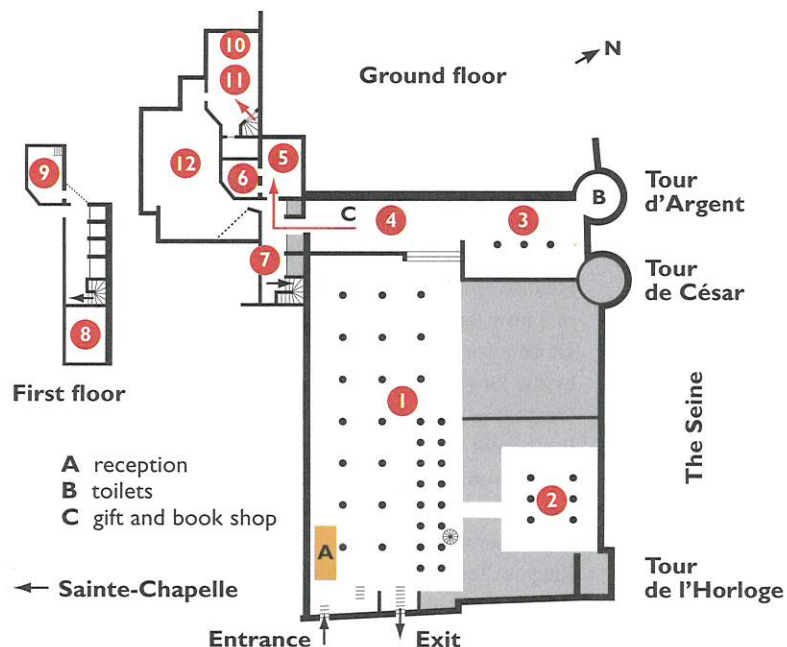 10
N
11
Ground floor
9
12
5
6
B
Tour
d'Argent
C
4
3
7
Tour
de César
8
First floor
1
The Seine
A reception
B toilets
C gift and book shop
2
A
Sainte-Chapelle
Tour
de l'Horloge
Entrance
Exit